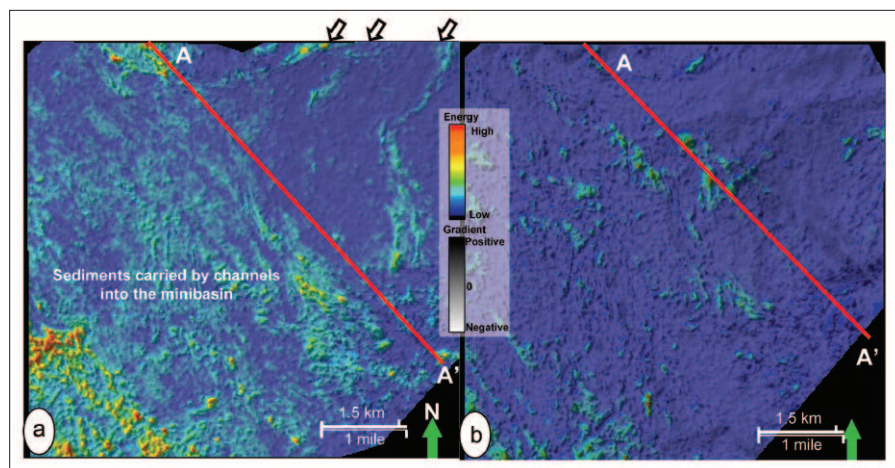 A
A
Energy
High
Low
Gradient
Positive
0
Negative
Sediments carried by channels
into the minibasin
A'
A'
1.5 km
1 mile
N
1.5 km
1 mile
a
b